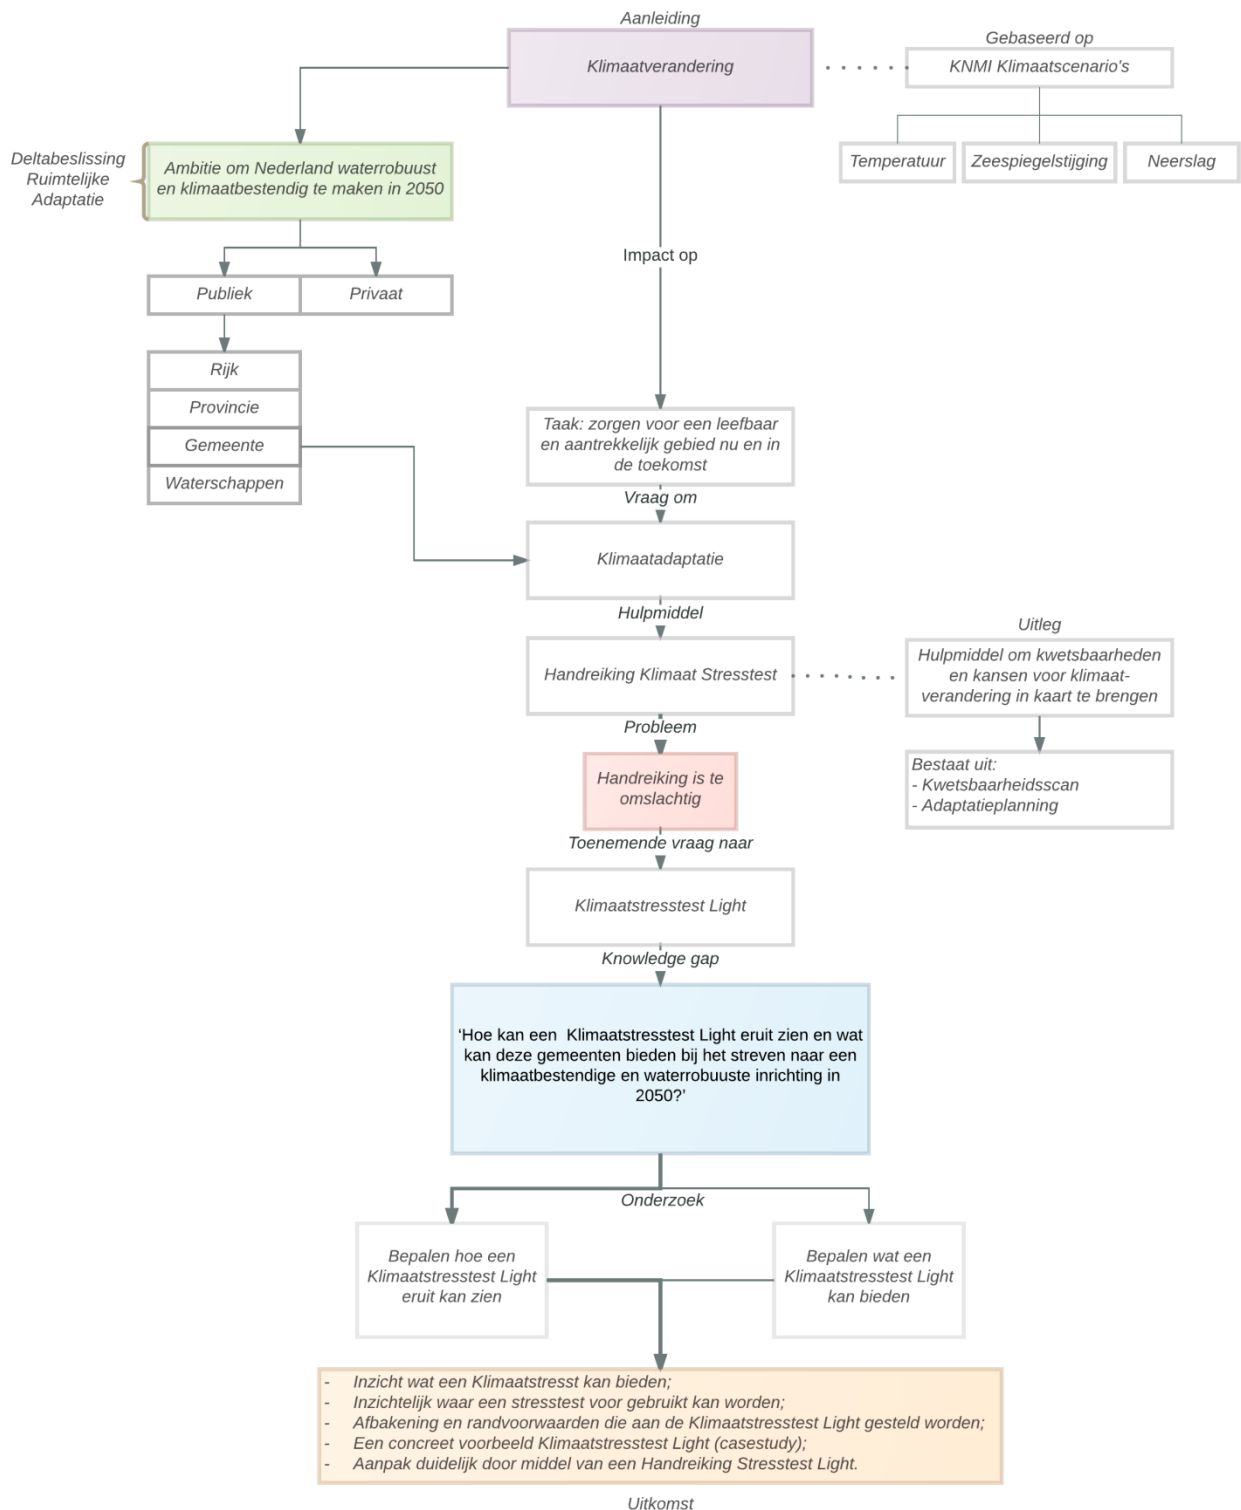 Aanleiding
Klimaatverandering
Gebaseerd op
KNMI Klimaatscenario's
Temperatuur
Zeespiegelstijging
Neerslag
Deltabeslissing
Ruimtelijke
Adaptatie
Ambitie om Nederland waterrobuust
en klimaatbestendig te maken in 2050
Publiek
Privaat
Impact op
Rijk
Provincie
Gemeente
Waterschappen
Taak: zorgen voor een leefbaar
en aantrekkelijk gebied nu en in
de toekomst
Vraag om
Klimaatadaptatie
Hulpmiddel
Handreiking Klimaat Stresstest
Uitleg
Hulpmiddel om kwetsbaarheden
en kansen voor klimaat-
verandering in kaart te brengen
Bestaat uit:
- Kwetsbaarheidsscan
- Adaptatieplanning
Probleem
Handreiking is te
omslachtig
Toenemende vraag naar
Klimaatstresstest Light
Knowledge gap
‘Hoe kan een  Klimaatstresstest Light eruit zien en wat
kan deze gemeenten bieden bij het streven naar een
klimaatbestendige en waterrobuuste inrichting in
2050?’
Onderzoek
Bepalen hoe een
Klimaatstresstest Light
eruit kan zien
Bepalen wat een
Klimaatstresstest Light
kan bieden
- Inzicht wat een Klimaatstresst kan bieden;
- Inzichtelijk waar een stresstest voor gebruikt kan worden;
- Afbakening en randvoorwaarden die aan de Klimaatstresstest Light gesteld worden;
- Een concreet voorbeeld Klimaatstresstest Light (casestudy);
- Aanpak duidelijk door middel van een Handreiking Stresstest Light.
Uitkomst